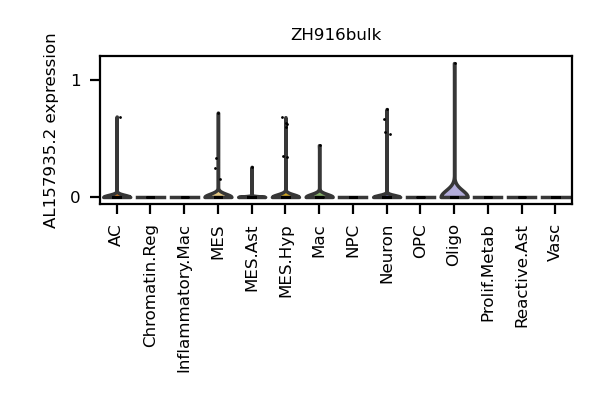 ZH916bulk
AL157935.2 expression
1
0
AC
Chromatin.Reg
Inflammatory.Mac
MES
MES.Ast
MES.Hyp
Mac
NPC
Neuron
OPC
Oligo
Prolif.Metab
Reactive.Ast
Vasc